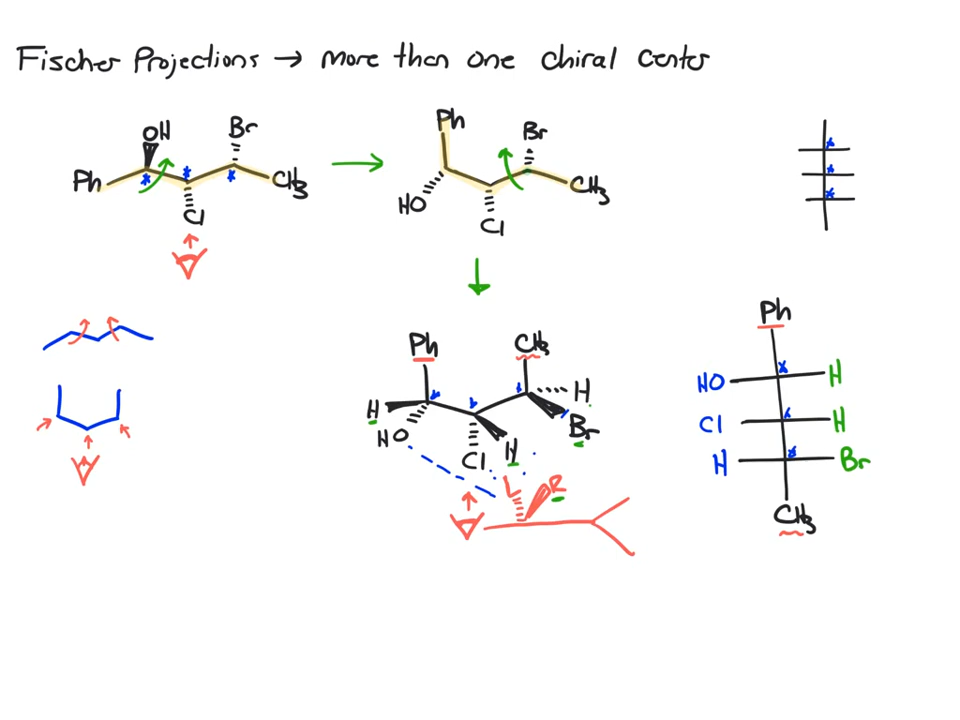 Fischer Projections → more than one chiral center
OH
Br
Ph
CH3
Cl
Ph
Br
HO
CH3
Cl
Ph
CH3
H
H
HO
Br
Cl
H
L
R
Ph
HO
H
Cl
H
H
Br
CH3